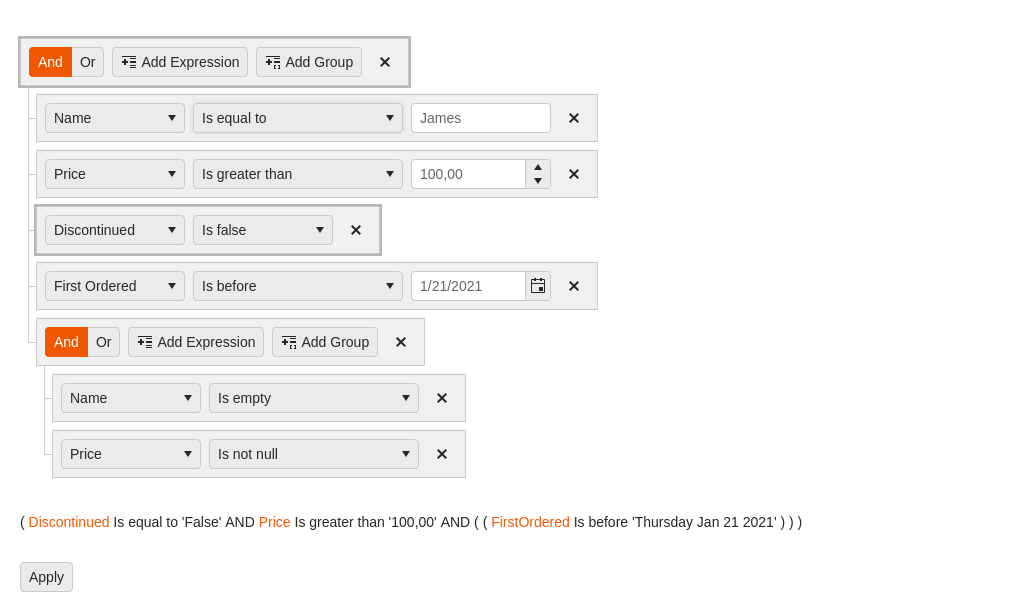 And Or Add Expression Add Group
Name Is equal to James
Price Is greater than 100,00
Discontinued Is false
First Ordered Is before 1/21/2021
And Or Add Expression Add Group
Name Is empty
Price Is not null
( Discontinued Is equal to 'False' AND Price Is greater than '100,00' AND ( ( FirstOrdered Is before 'Thursday Jan 21 2021' ) ) )
Apply